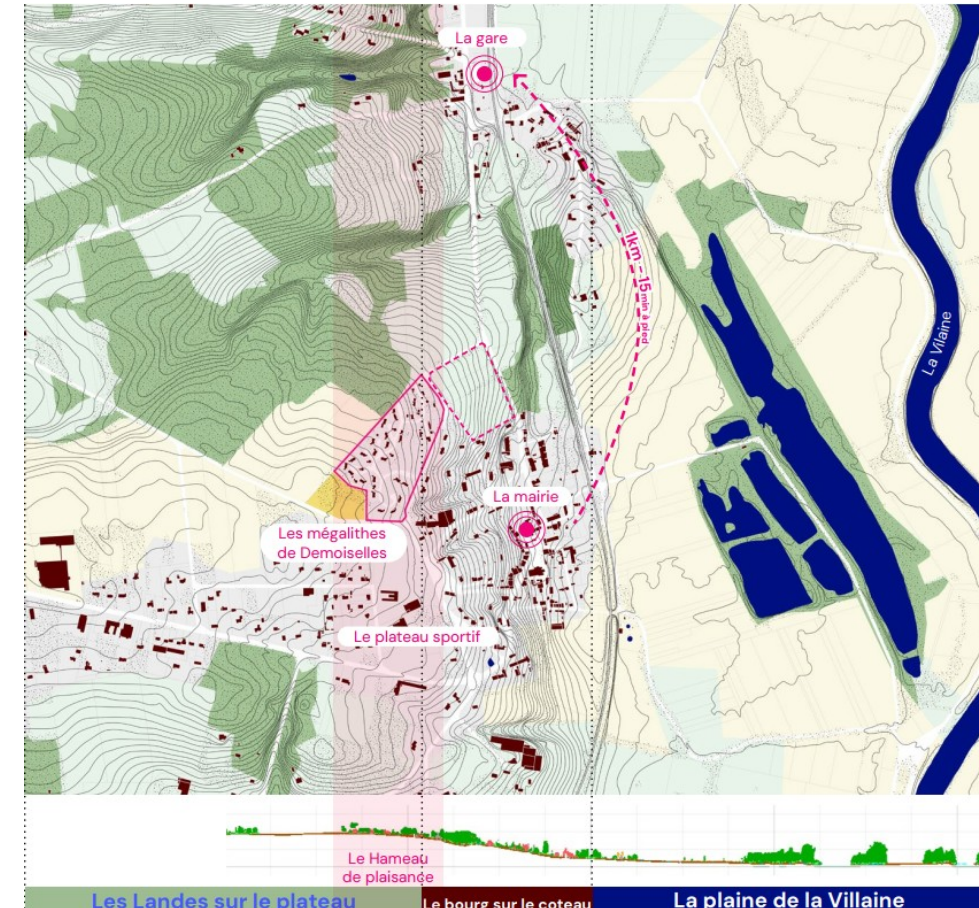 La gare
1km - 15 min à pied
La Vilaine
La mairie
Les mégalithes
de Demoiselles
Le plateau sportif
Le Hameau
de plaisance
Les Landes sur le plateau
Le bourg sur le coteau
La plaine de la Villaine